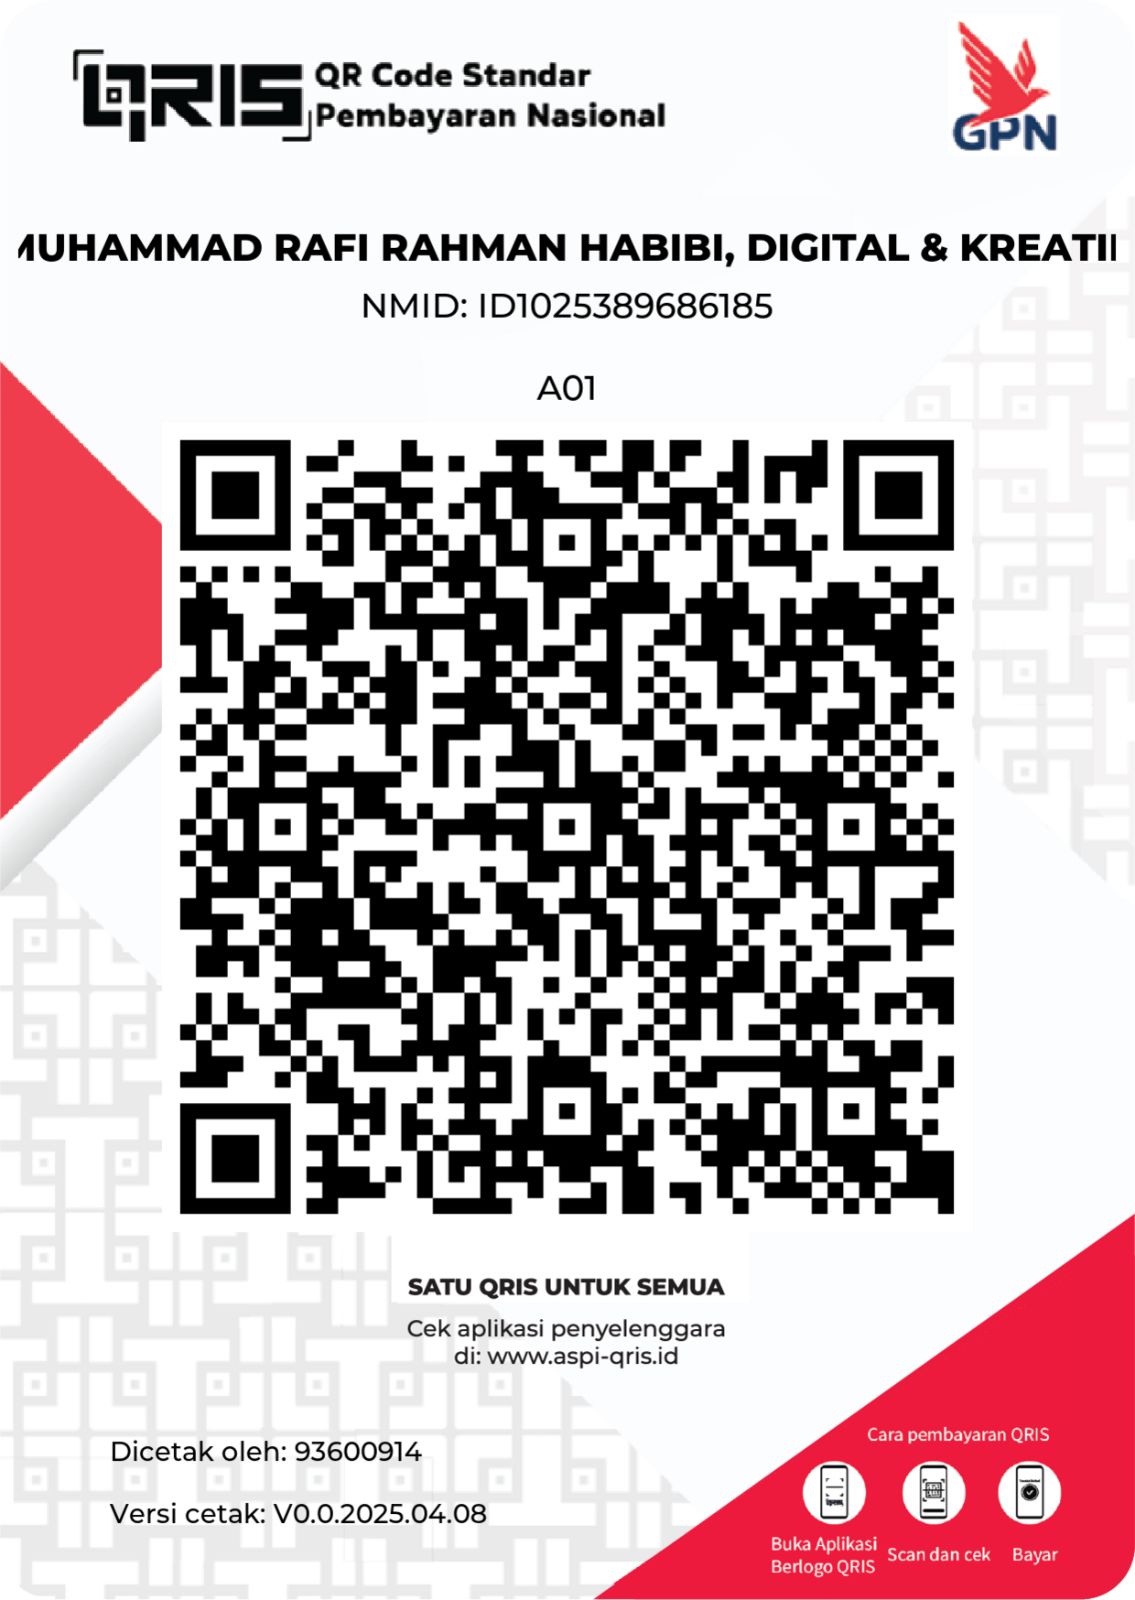 QRIS
QR Code Standar
Pembayaran Nasional
GPN
MUHAMMAD RAFI RAHMAN HABIBI, DIGITAL &
NMID: ID1025389686185
A01
SATU QRIS UNTUK SEMUA
Cek aplikasi penyelenggara
di: www.aspi-qris.id
Dicetak oleh: 93600914
Versi cetak: V0.0.2025.04.08
Cara pembayaran QRIS
Buka Aplikasi
Berlogo QRIS
Scan dan cek
Bayar